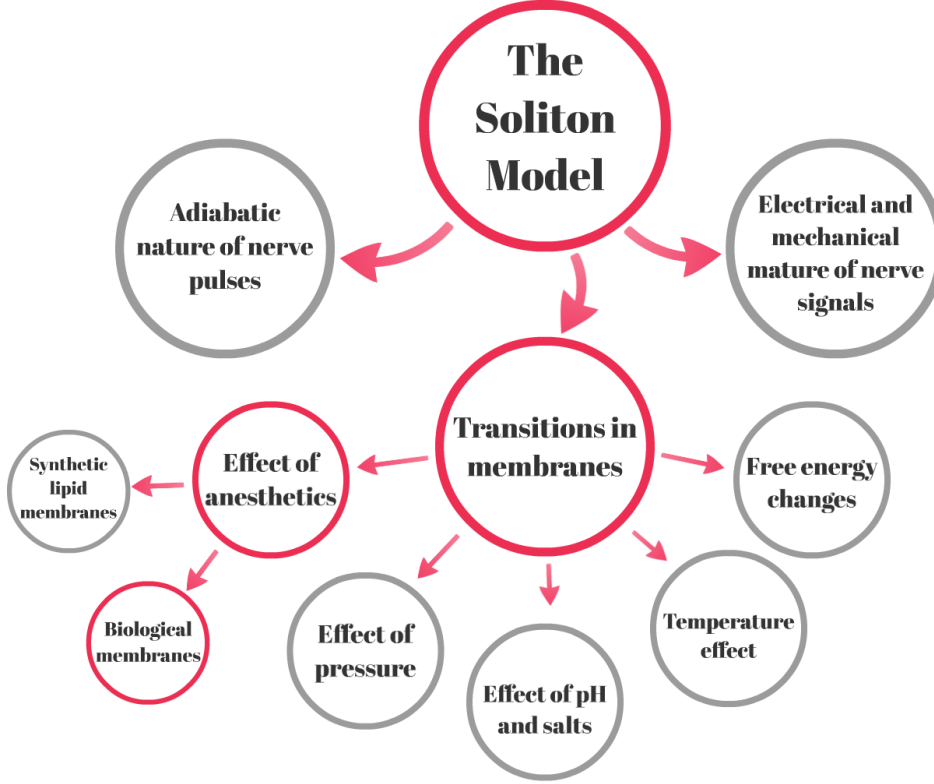 The
Soliton
Model
Adiabatic
nature of nerve
pulses
Electrical and
mechanical
mature of nerve
signals
Transitions in
membranes
Effect of
anesthetics
Synthetic
lipid
membranes
Biological
membranes
Effect of
pressure
Effect of pH
and salts
Temperature
effect
Free energy
changes